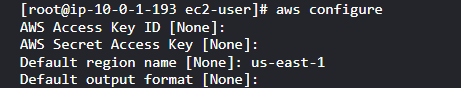 [root@ip-10-0-1-193 ec2-user]# aws configure
AWS Access Key ID [None]:
AWS Secret Access Key [None]:
Default region name [None]: us-east-1
Default output format [None]: